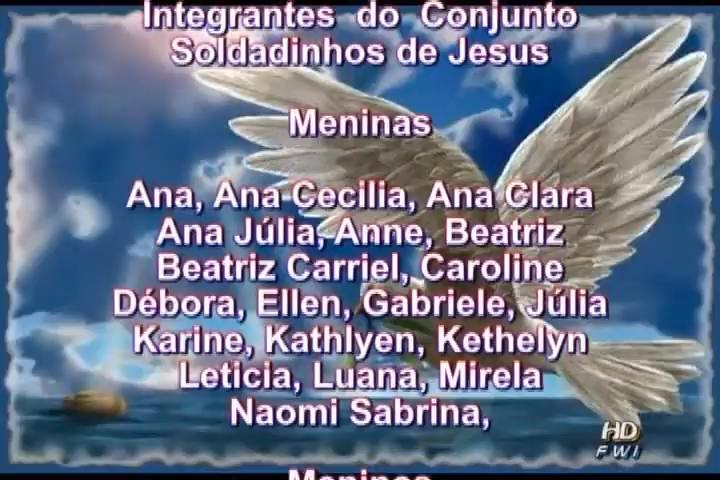 Integrantes do Conjunto
Soldadinhos de Jesus
Meninas
Ana, Ana Cecilia, Ana Clara
Ana Júlia, Anne, Beatriz
Beatriz Carriel, Caroline
Débora, Ellen, Gabriele, Júlia
Karine, Kathlyen, Kethelyn
Leticia, Luana, Mirela
Naomi Sabrina,
HD
FWI